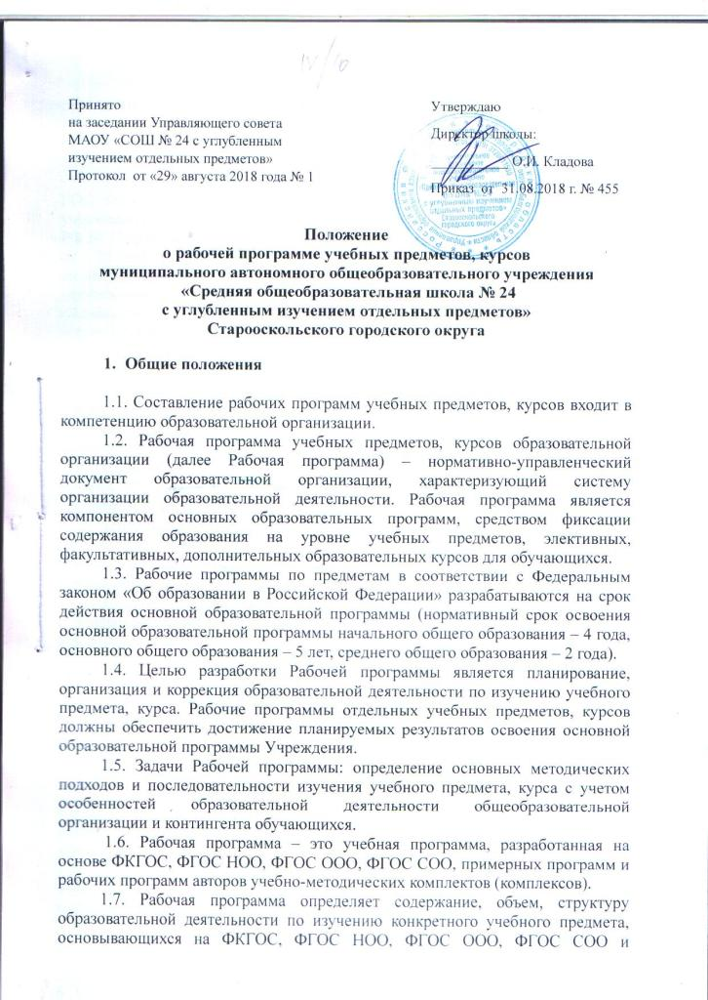 IV/6
Принято
на заседании Управляющего совета
МАОУ «СОШ № 24 с углубленным
изучением отдельных предметов»
Протокол от «29» августа 2018 года № 1
Утверждаю
Директор школы:
О.И. Кладова
Приказ от 31.08.2018 г. № 455
с углубленным изучением
отдельных предметов»
Старооскольского
городского округа
Положение
о рабочей программе учебных предметов, курсов
муниципального автономного общеобразовательного учреждения
«Средняя общеобразовательная школа № 24
с углубленным изучением отдельных предметов»
Старооскольского городского округа
1. Общие положения
1.1. Составление рабочих программ учебных предметов, курсов входит в
компетенцию образовательной организации.
1.2. Рабочая программа учебных предметов, курсов образовательной
организации (далее Рабочая программа) – нормативно-управленческий
документ образовательной организации, характеризующий систему
организации образовательной деятельности. Рабочая программа является
компонентом основных образовательных программ, средством фиксации
содержания образования на уровне учебных предметов, элективных,
факультативных, дополнительных образовательных курсов для обучающихся.
1.3. Рабочие программы по предметам в соответствии с Федеральным
законом «Об образовании в Российской Федерации» разрабатываются на срок
действия основной образовательной программы (нормативный срок освоения
основной образовательной программы начального общего образования – 4 года,
основного общего образования – 5 лет, среднего общего образования – 2 года).
1.4. Целью разработки Рабочей программы является планирование,
организация и коррекция образовательной деятельности по изучению учебного
предмета, курса. Рабочие программы отдельных учебных предметов, курсов
должны обеспечить достижение планируемых результатов освоения основной
образовательной программы Учреждения.
1.5. Задачи Рабочей программы: определение основных методических
подходов и последовательности изучения учебного предмета, курса с учетом
особенностей образовательной деятельности общеобразовательной
организации и контингента обучающихся.
1.6. Рабочая программа – это учебная программа, разработанная на
основе ФКГОС, ФГОС НОО, ФГОС ООО, ФГОС СОО, примерных программ и
рабочих программ авторов учебно-методических комплектов (комплексов).
1.7. Рабочая программа определяет содержание, объем, структуру
образовательной деятельности по изучению конкретного учебного предмета,
основывающихся на ФКГОС, ФГОС НОО, ФГОС ООО, ФГОС СОО и